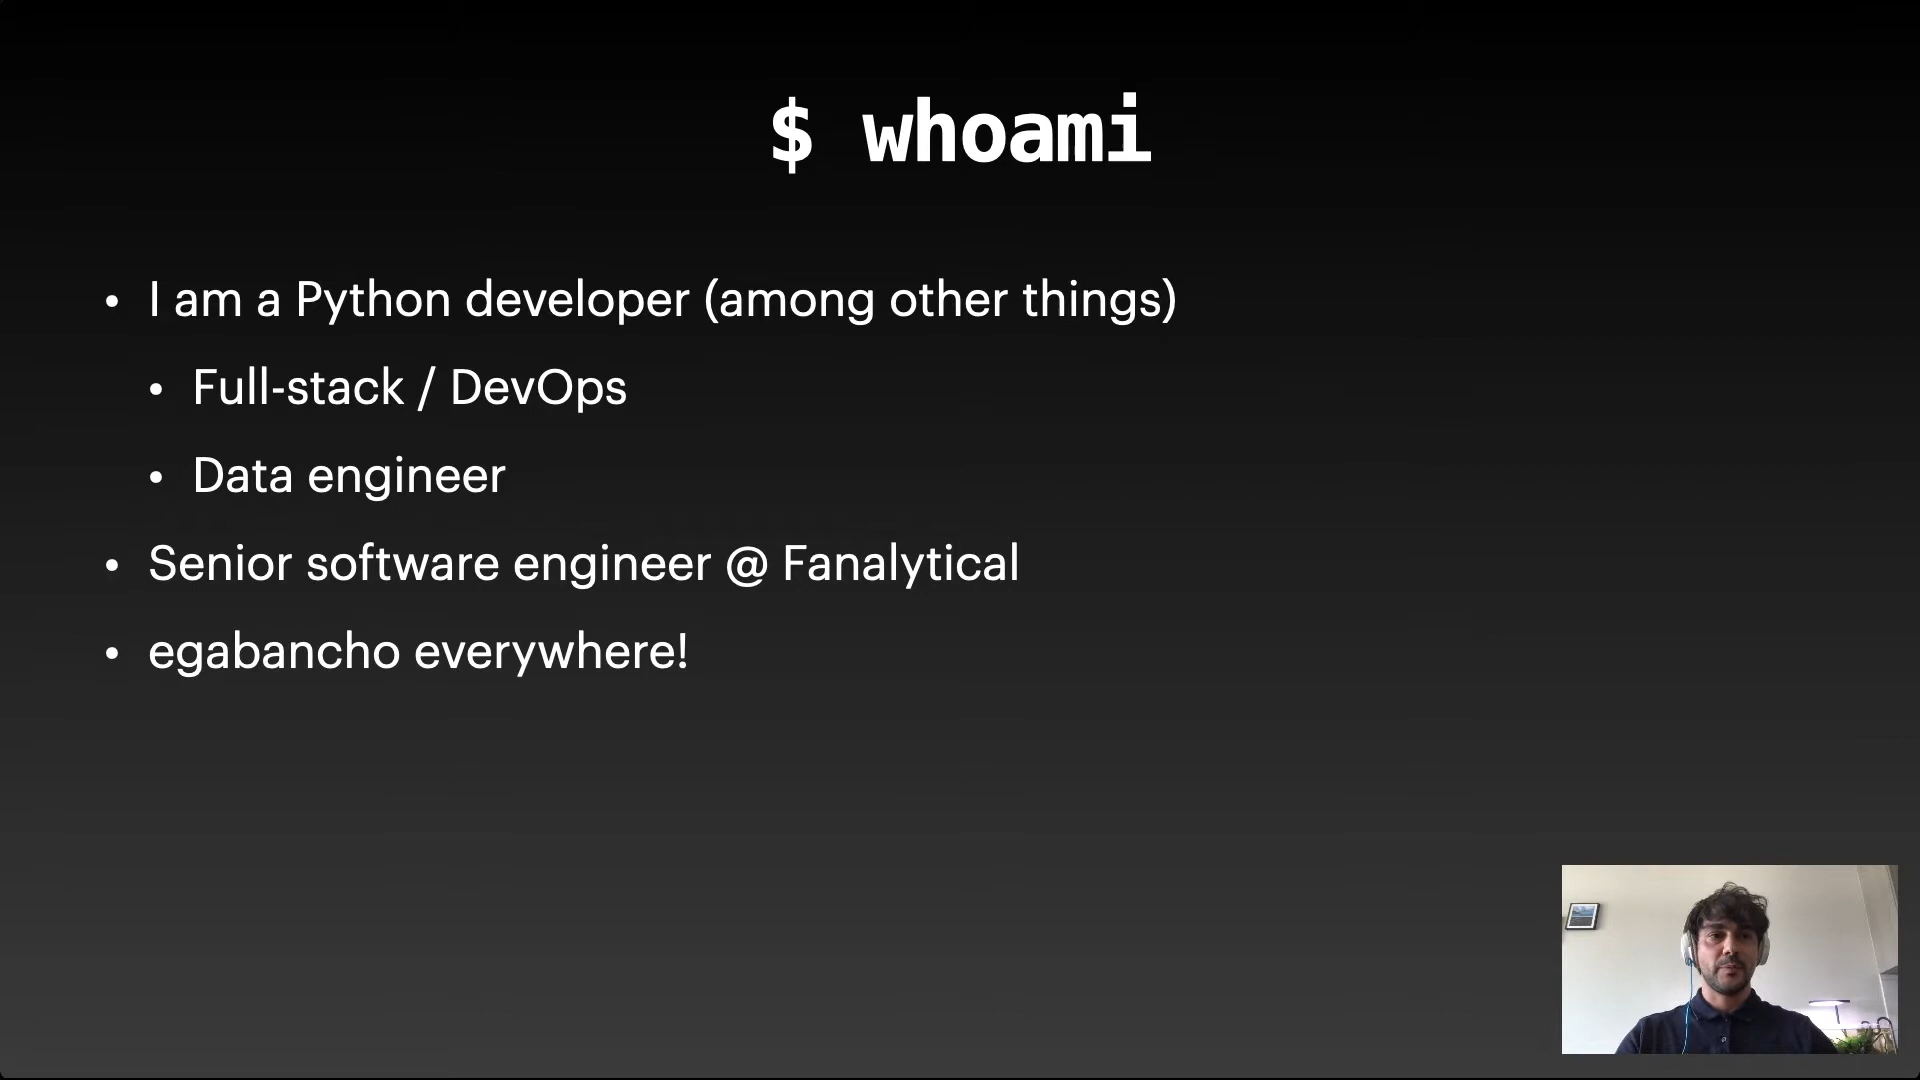 $ whoami
• I am a Python developer (among other things)
• Full-stack / DevOps
• Data engineer
• Senior software engineer @ Fanalytical
• egabancho everywhere!